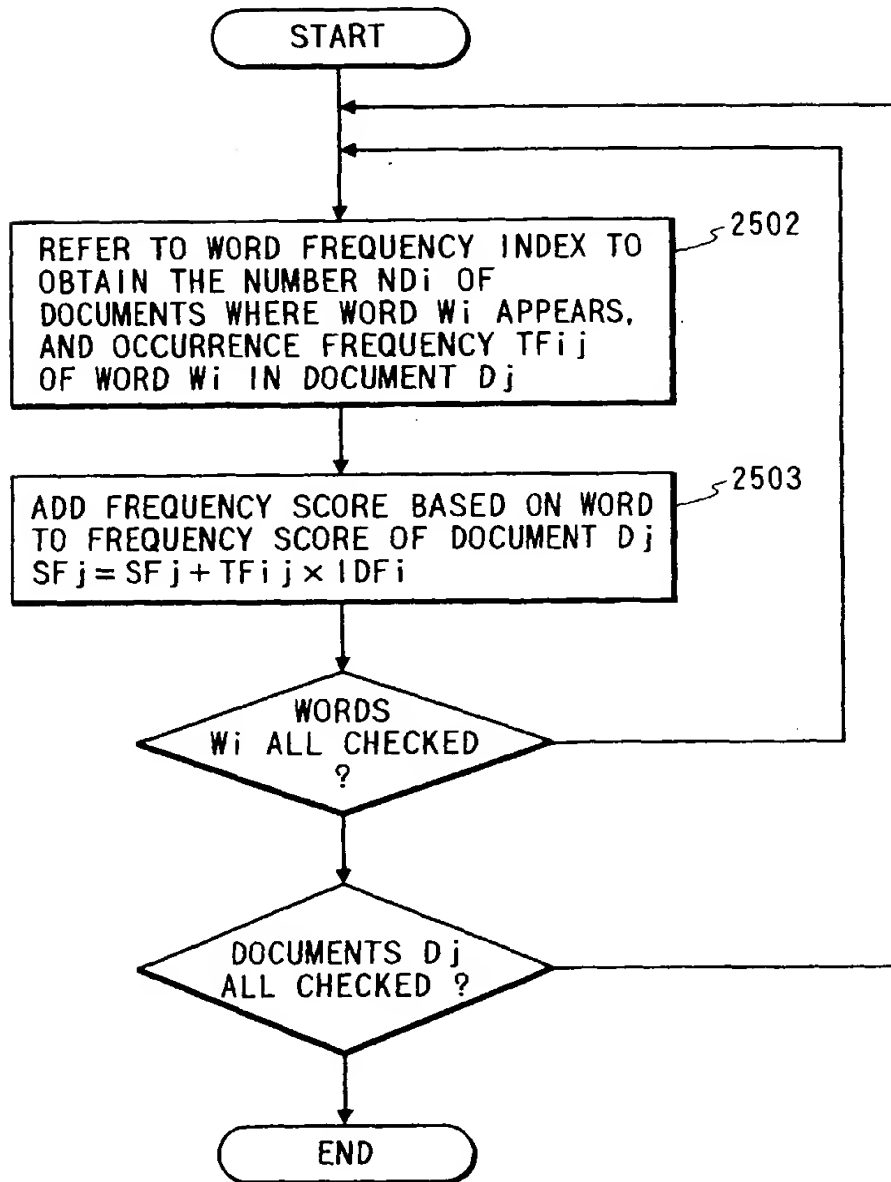 START
REFER TO WORD FREQUENCY INDEX TO
OBTAIN THE NUMBER NDi OF
DOCUMENTS WHERE WORD Wi APPEARS,
AND OCCURRENCE FREQUENCY TFij
OF WORD Wi IN DOCUMENT Dj
2502
ADD FREQUENCY SCORE BASED ON WORD
TO FREQUENCY SCORE OF DOCUMENT Dj
SFj=SFj+TFij×IDFi
2503
WORDS
Wi ALL CHECKED
?
DOCUMENTS Dj
ALL CHECKED ?
END